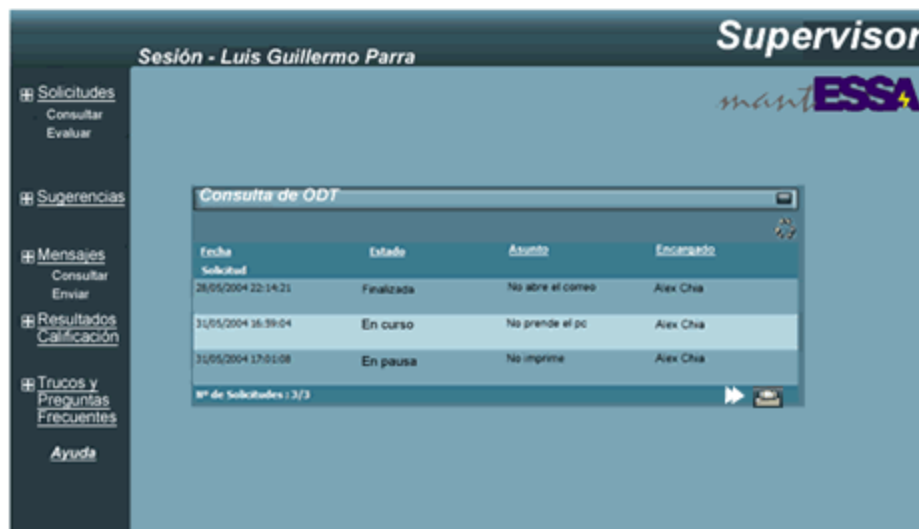 Supervisor
Sesión - Luis Guillermo Parra
mantESSA
Solicitudes
Consultar
Evaluar
Sugerencias
Mensajes
Consultar
Enviar
Resultados
Calificación
Trucos y
Preguntas
Frecuentes
Ayuda
Consulta de ODT
Fecha Estado Asunto Encargado
Solicitud
28/05/2004 22:14:21 Finalizada No abre el correo Alex Chia
31/05/2004 16:59:04 En curso No prende el pc Alex Chia
31/05/2004 17:01:08 En pausa No imprime Alex Chia
Nº de Solicitudes : 3/3